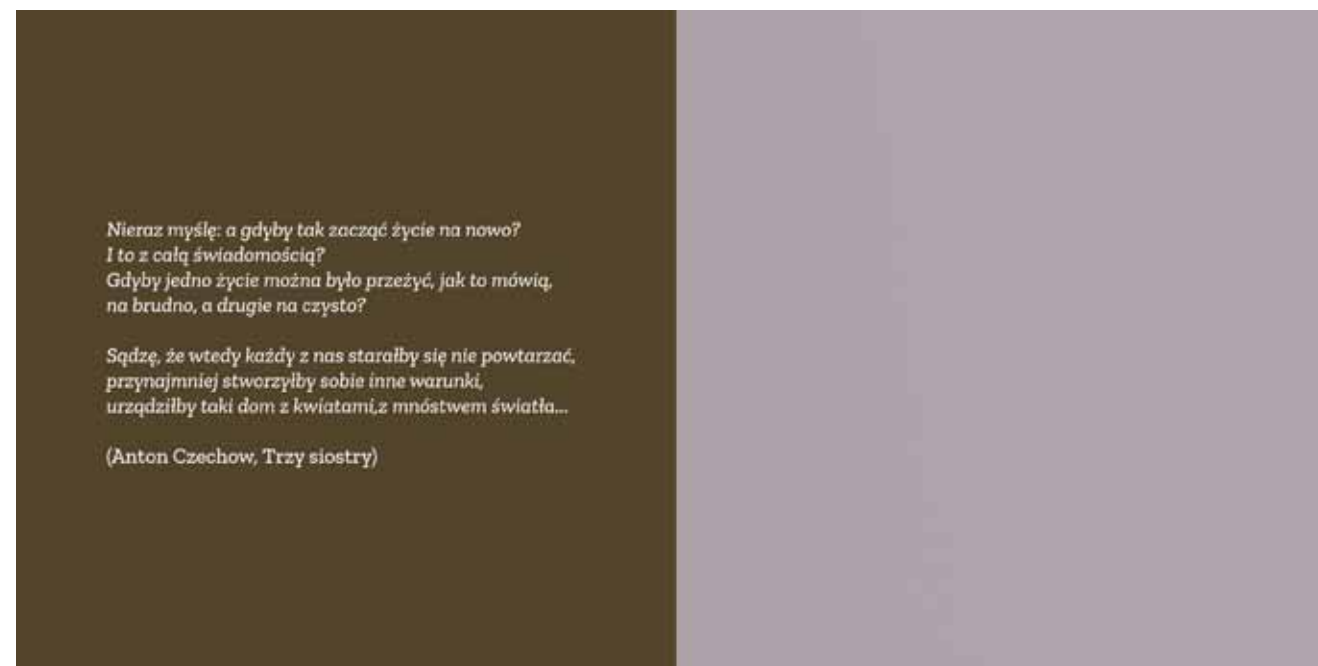 Nieraz myślę: a gdyby tak zacząć życie na nowo?
I to z całą świadomością?
Gdyby jedno życie można było przeżyć, jak to mówią,
na brudno, a drugie na czysto?
Sądzę, że wtedy każdy z nas starałby się nie powtarzać,
przynajmniej stworzyłby sobie inne warunki,
urządziłby taki dom z kwiatami,z mnóstwem światła...
(Anton Czechow, Trzy siostry)